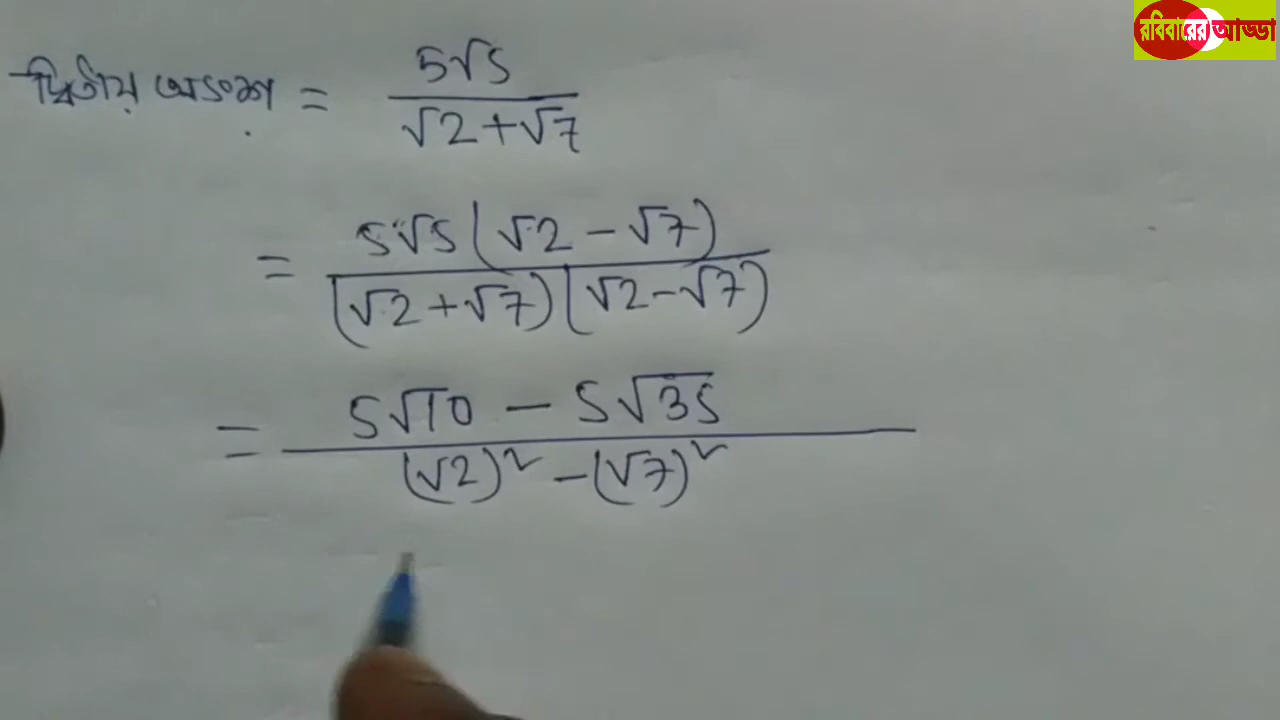 রবিবারের আড্ডা
দ্বিতীয় অংশ = 5√5 / √2+√7
= 5√5(√2-√7) / (√2+√7)(√2-√7)
= 5√10 - 5√35 / (√2)² - (√7)²